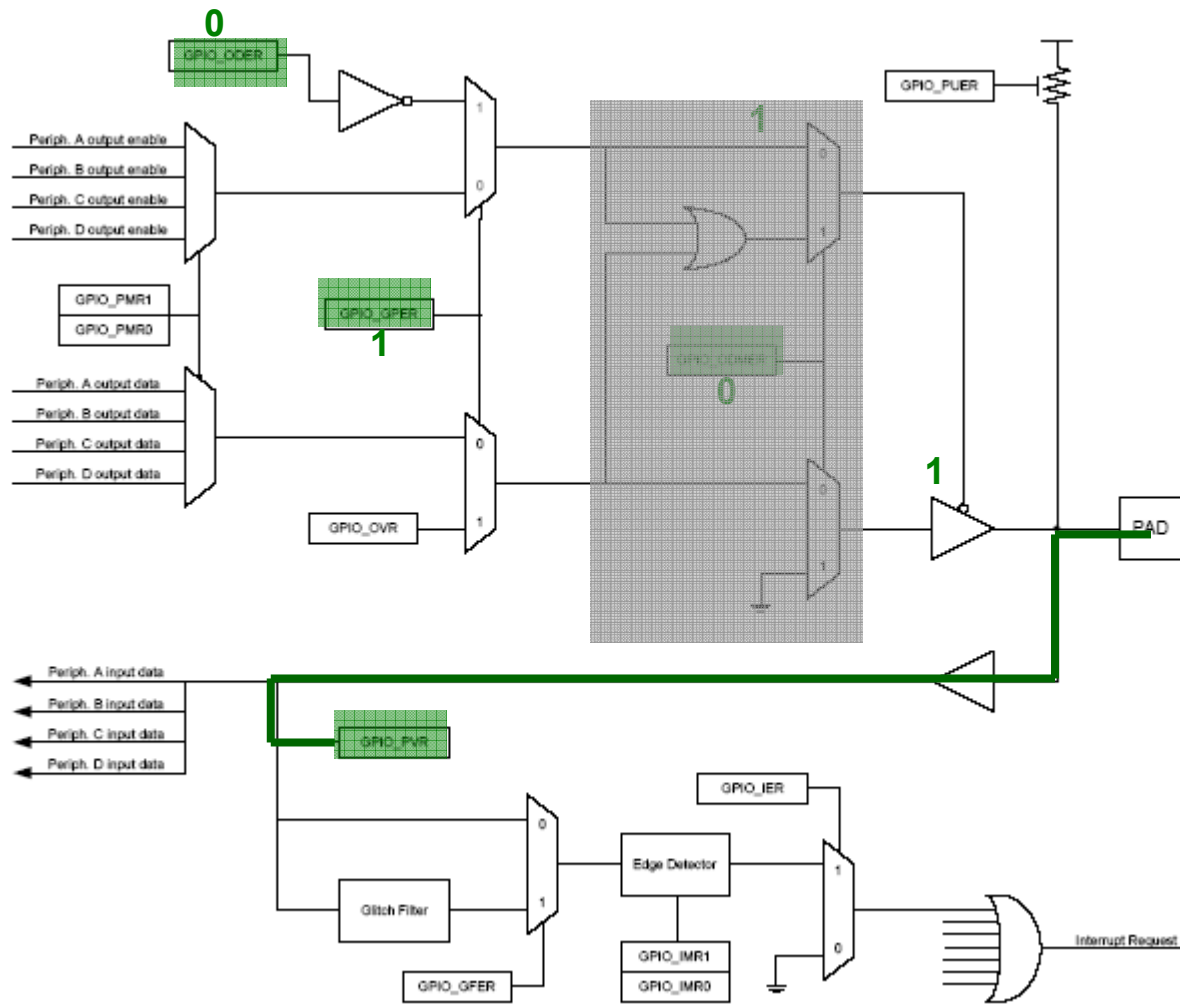 0
GPIO_ODER
GPIO_PUER
1
1
0
Periph. A output enable
Periph. B output enable
Periph. C output enable
Periph. D output enable
0
1
GPIO_PMR1
GPIO_PMR0
GPIO_GPER
1
GPIO_ODMER
0
Periph. A output data
Periph. B output data
Periph. C output data
Periph. D output data
0
1
GPIO_OVR
0
1
1
PAD
Periph. A input data
Periph. B input data
Periph. C input data
Periph. D input data
GPIO_PVR
GPIO_IER
0
1
Glitch Filter
Edge Detector
1
0
GPIO_GFER
GPIO_IMR1
GPIO_IMR0
Interrupt Request